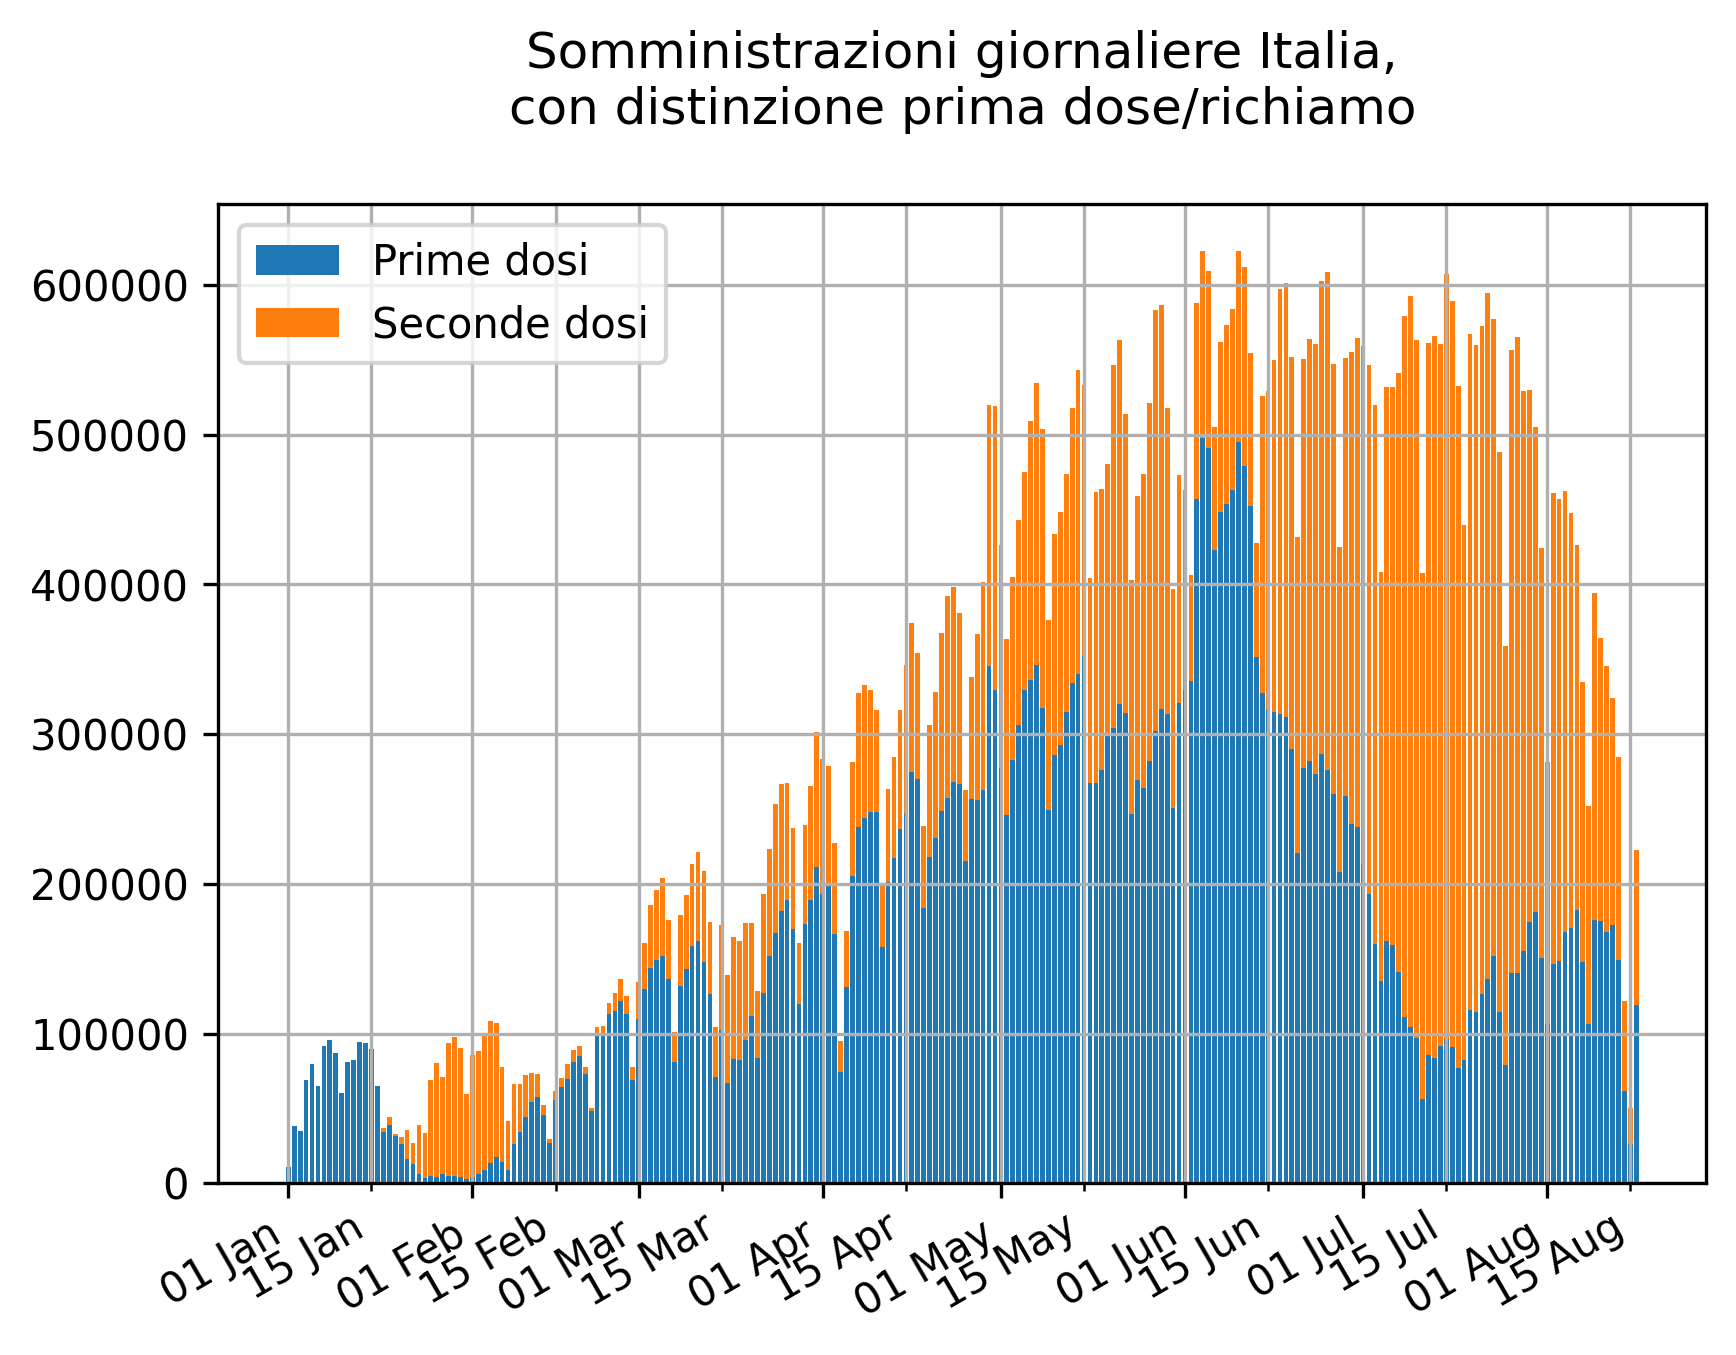 Somministrazioni giornaliere Italia,
con distinzione prima dose/richiamo
Prime dosi
Seconde dosi
600000
500000
400000
300000
200000
100000
0
01 Jan
15 Jan
01 Feb
15 Feb
01 Mar
15 Mar
01 Apr
15 Apr
01 May
15 May
01 Jun
15 Jun
01 Jul
15 Jul
01 Aug
15 Aug